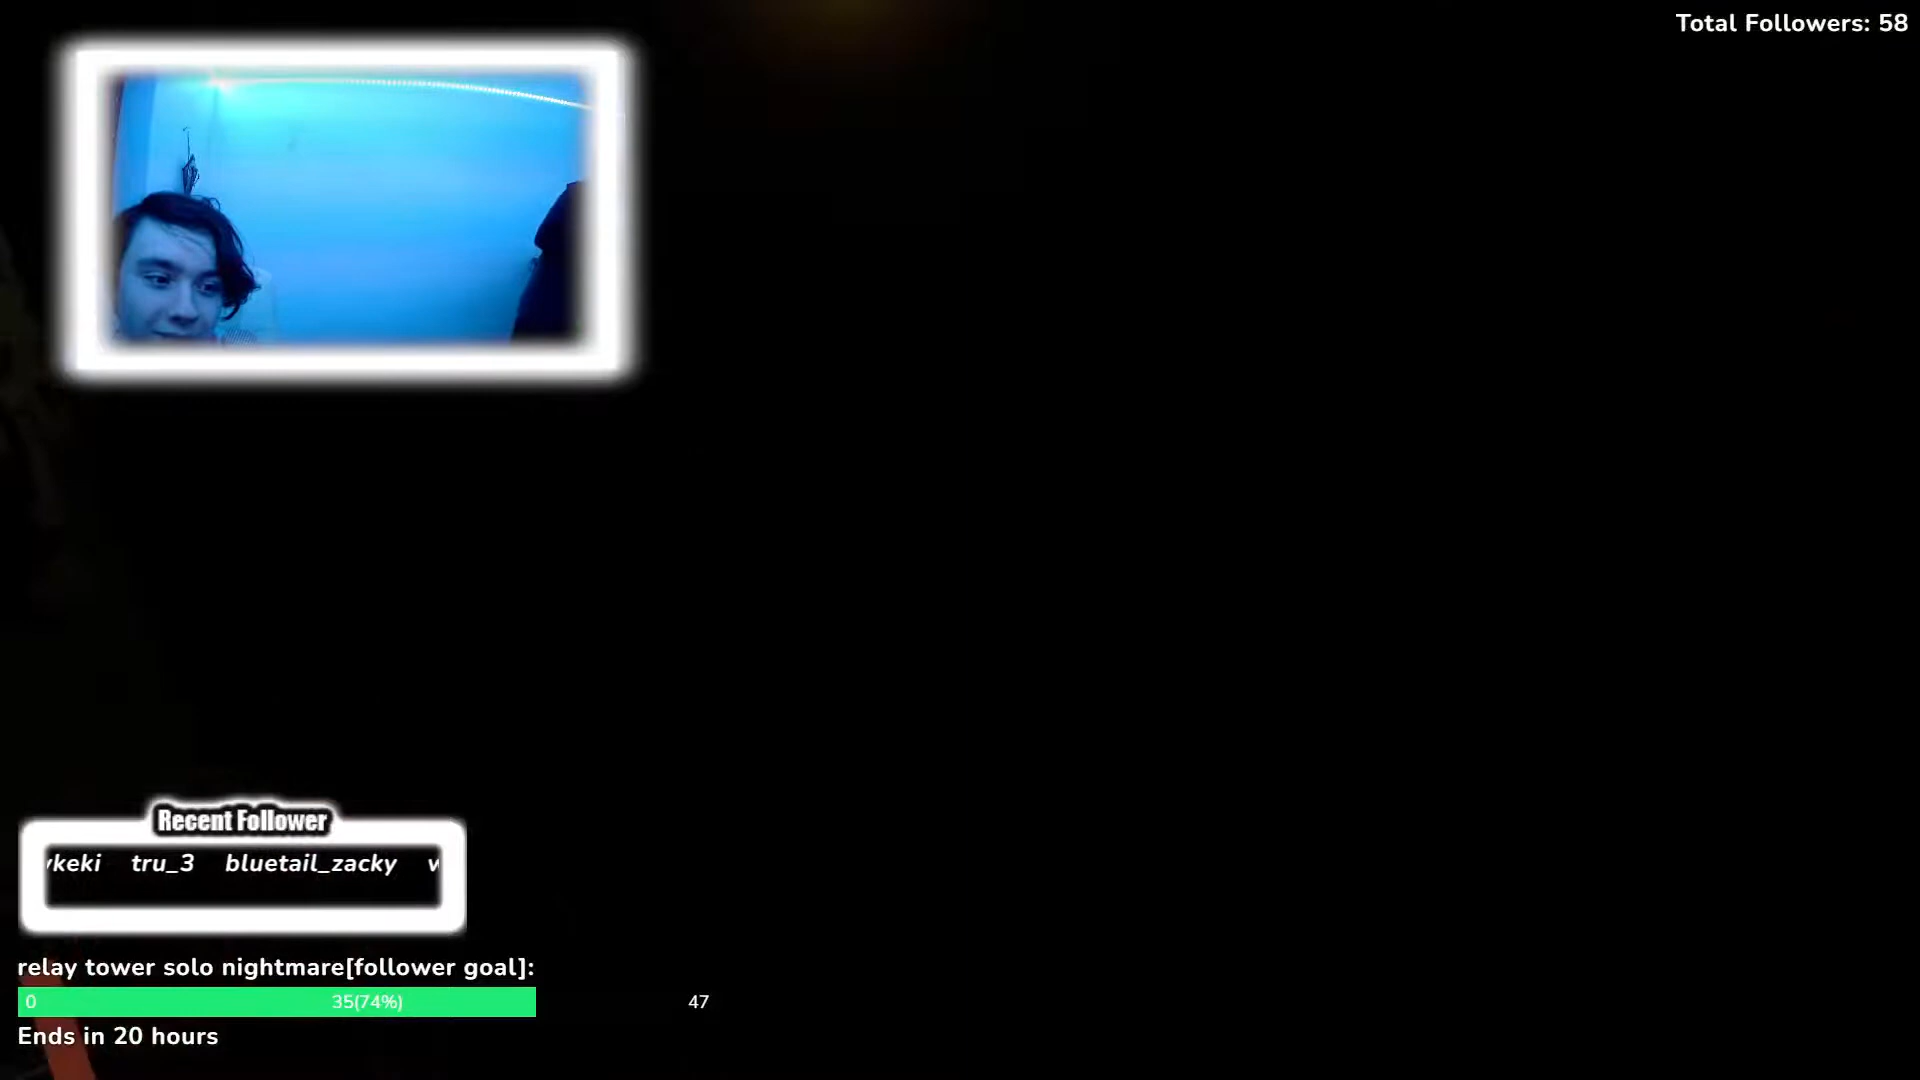 Total Followers: 58
Recent Follower
keki tru_3 bluetail_zacky
relay tower solo nightmare[follower goal]:
0 35(74%) 47
Ends in 20 hours